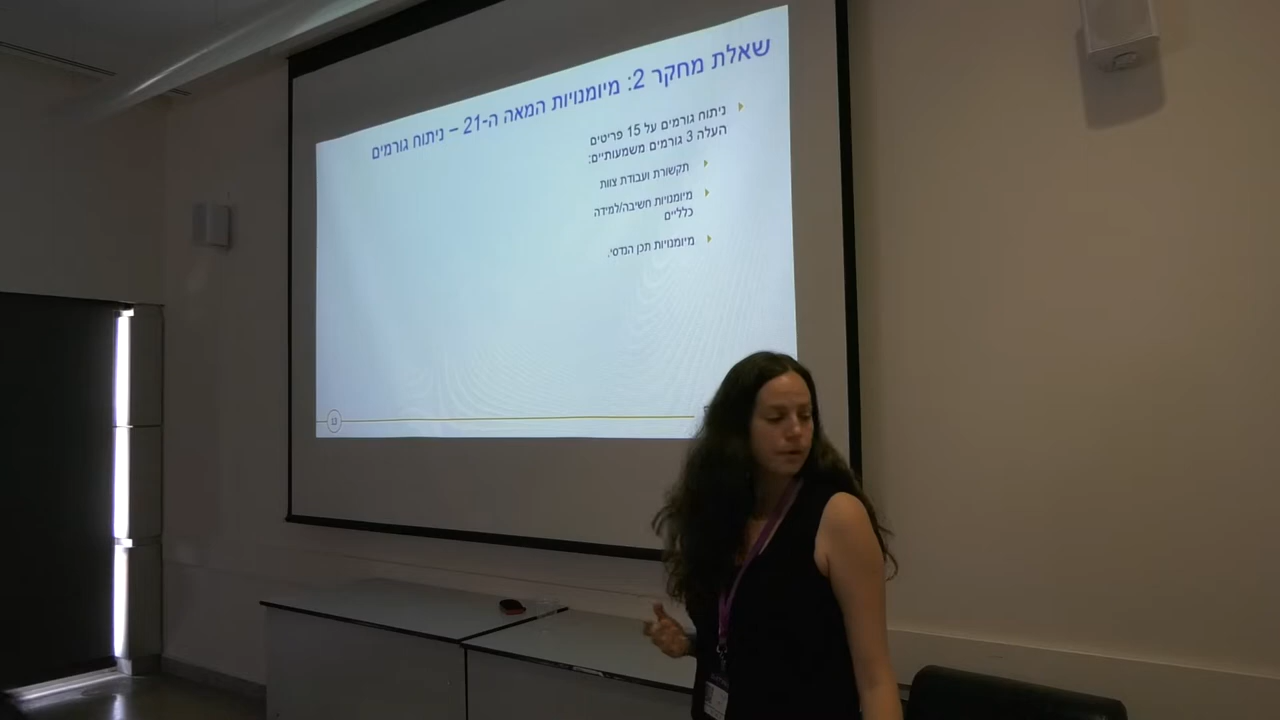 שאלת מחקר 2: מיומנויות המאה ה-21 – ניתוח גורמים
ניתוח גורמים על 15 פריטים
העלה 3 גורמים משמעותיים:
תקשורת ועבודת צוות
מיומנויות חשיבה/למידה
כלליים
מיומנויות תכן הנדסי.
13